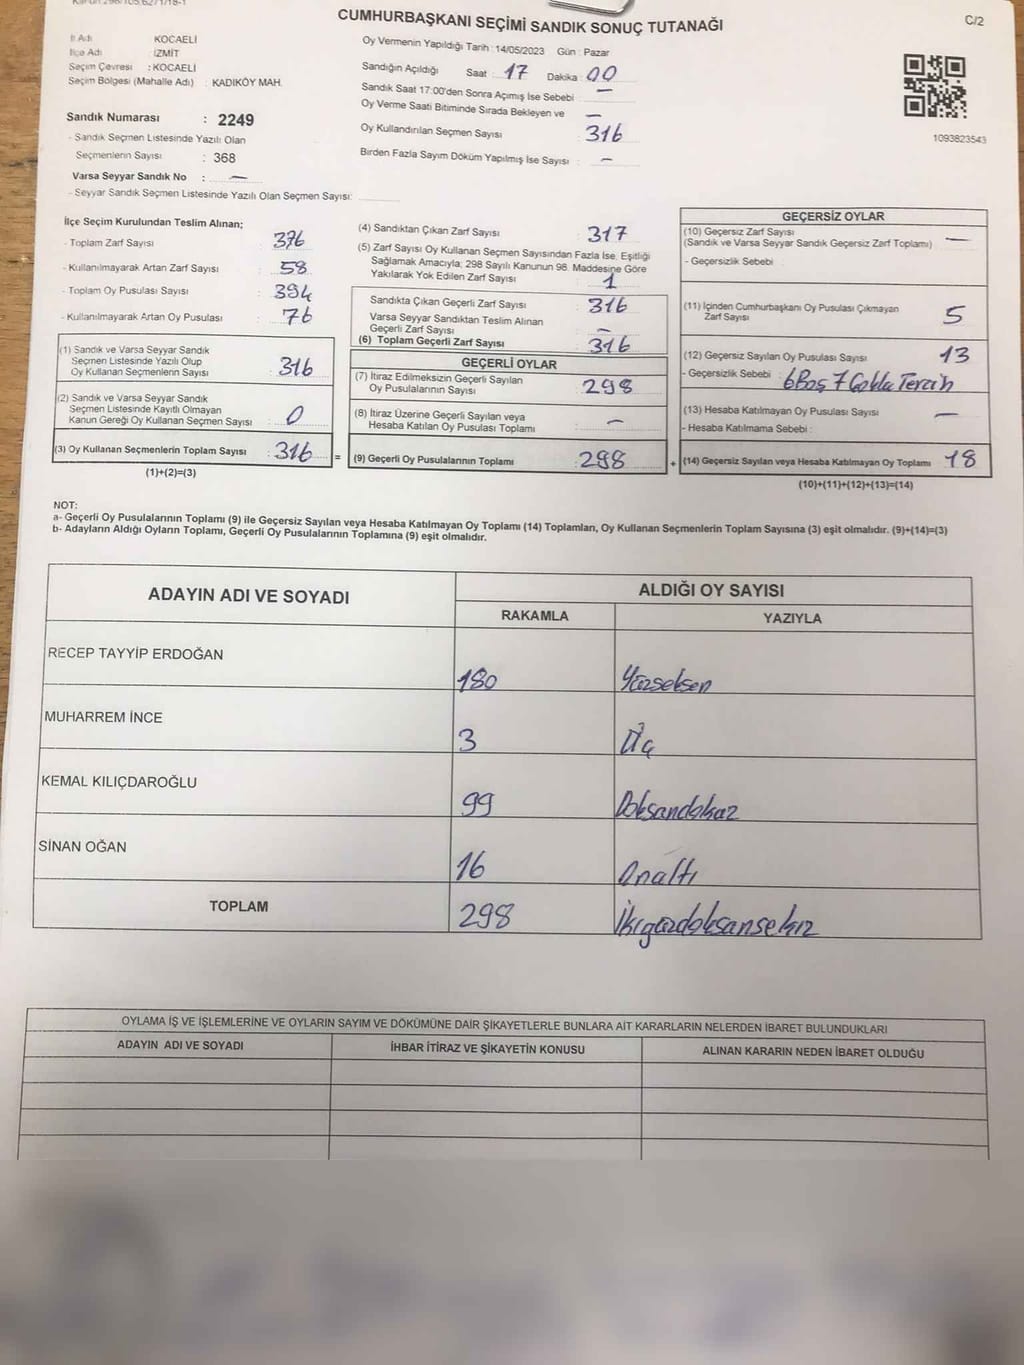 CUMHURBAŞKANI SEÇİMİ SANDIK SONUÇ TUTANAĞI
C/2
İl Adı KOCAELİ
İlçe Adı İZMİT
Seçim Çevresi : KOCAELİ
Seçim Bölgesi (Mahalle Adı) : KADIKÖY MAH.
Sandık Numarası : 2249
- Sandık Seçmen Listesinde Yazılı Olan
Seçmenlerin Sayısı : 368
Varsa Seyyar Sandık No : —
- Seyyar Sandık Seçmen Listesinde Yazılı Olan Seçmen Sayısı:
Oy Vermenin Yapıldığı Tarih : 14/05/2023 Gün : Pazar
Sandığın Açıldığı Saat : 17 Dakika : 00
Sandık Saat 17:00'den Sonra Açımış İse Sebebi : —
Oy Verme Saati Bitiminde Sırada Bekleyen ve —
Oy Kullandırılan Seçmen Sayısı 316
Birden Fazla Sayım Döküm Yapılmış İse Sayısı : —
1093823543
İlçe Seçim Kurulundan Teslim Alınan;
- Toplam Zarf Sayısı : 376
- Kullanılmayarak Artan Zarf Sayısı : 58
- Toplam Oy Pusulası Sayısı : 394
- Kullanılmayarak Artan Oy Pusulası : 76
(1) Sandık ve Varsa Seyyar Sandık
Seçmen Listesinde Yazılı Olup
Oy Kullanan Seçmenlerin Sayısı : 316
(2) Sandık ve Varsa Seyyar Sandık
Seçmen Listesinde Kayıtlı Olmayan
Kanun Gereği Oy Kullanan Seçmen Sayısı : 0
(3) Oy Kullanan Seçmenlerin Toplam Sayısı : 316 =
(1)+(2)=(3)
(4) Sandıktan Çıkan Zarf Sayısı : 317
(5) Zarf Sayısı Oy Kullanan Seçmen Sayısından Fazla İse, Eşitliği
Sağlamak Amacıyla; 298 Sayılı Kanunun 98. Maddesine Göre
Yakılarak Yok Edilen Zarf Sayısı : 1
Sandıkta Çıkan Geçerli Zarf Sayısı : 316
Varsa Seyyar Sandıktan Teslim Alınan
Geçerli Zarf Sayısı : —
(6) Toplam Geçerli Zarf Sayısı : 316
GEÇERLİ OYLAR
(7) İtiraz Edilmeksizin Geçerli Sayılan
Oy Pusulalarının Sayısı : 298
(8) İtiraz Üzerine Geçerli Sayılan veya
Hesaba Katılan Oy Pusulası Toplamı : —
(9) Geçerli Oy Pusulalarının Toplamı : 298 +
GEÇERSİZ OYLAR
(10) Geçersiz Zarf Sayısı
(Sandık ve Varsa Seyyar Sandık Geçersiz Zarf Toplamı) —
- Geçersizlik Sebebi :
(11) İçinden Cumhurbaşkanı Oy Pusulası Çıkmayan
Zarf Sayısı 5
(12) Geçersiz Sayılan Oy Pusulası Sayısı 13
- Geçersizlik Sebebi : 6 Boş 7 Çokla Tercih
(13) Hesaba Katılmayan Oy Pusulası Sayısı —
- Hesaba Katılmama Sebebi :
(14) Geçersiz Sayılan veya Hesaba Katılmayan Oy Toplamı 18
(10)+(11)+(12)+(13)=(14)
NOT:
a- Geçerli Oy Pusulalarının Toplamı (9) ile Geçersiz Sayılan veya Hesaba Katılmayan Oy Toplamı (14) Toplamları, Oy Kullanan Seçmenlerin Toplam Sayısına (3) eşit olmalıdır. (9)+(14)=(3)
b- Adayların Aldığı Oyların Toplamı, Geçerli Oy Pusulalarının Toplamına (9) eşit olmalıdır.
ADAYIN ADI VE SOYADI ALDIĞI OY SAYISI
RAKAMLA YAZIYLA
RECEP TAYYİP ERDOĞAN 180 Yüzseksen
MUHARREM İNCE 3 Üç
KEMAL KILIÇDAROĞLU 99 Doksandokuz
SİNAN OĞAN 16 Onaltı
TOPLAM 298 İkiyüzdoksansekiz
OYLAMA İŞ VE İŞLEMLERİNE VE OYLARIN SAYIM VE DÖKÜMÜNE DAİR ŞİKAYETLERLE BUNLARA AİT KARARLARIN NELERDEN İBARET BULUNDUKLARI
ADAYIN ADI VE SOYADI İHBAR İTİRAZ VE ŞİKAYETİN KONUSU ALINAN KARARIN NEDEN İBARET OLDUĞU